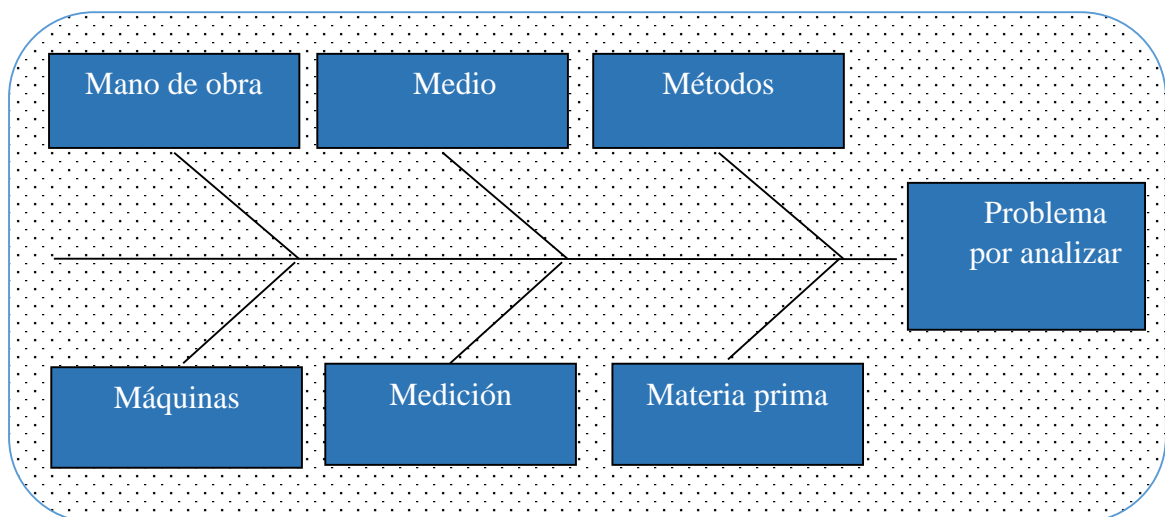 Mano de obra
Medio
Métodos
Problema
por analizar
Máquinas
Medición
Materia prima